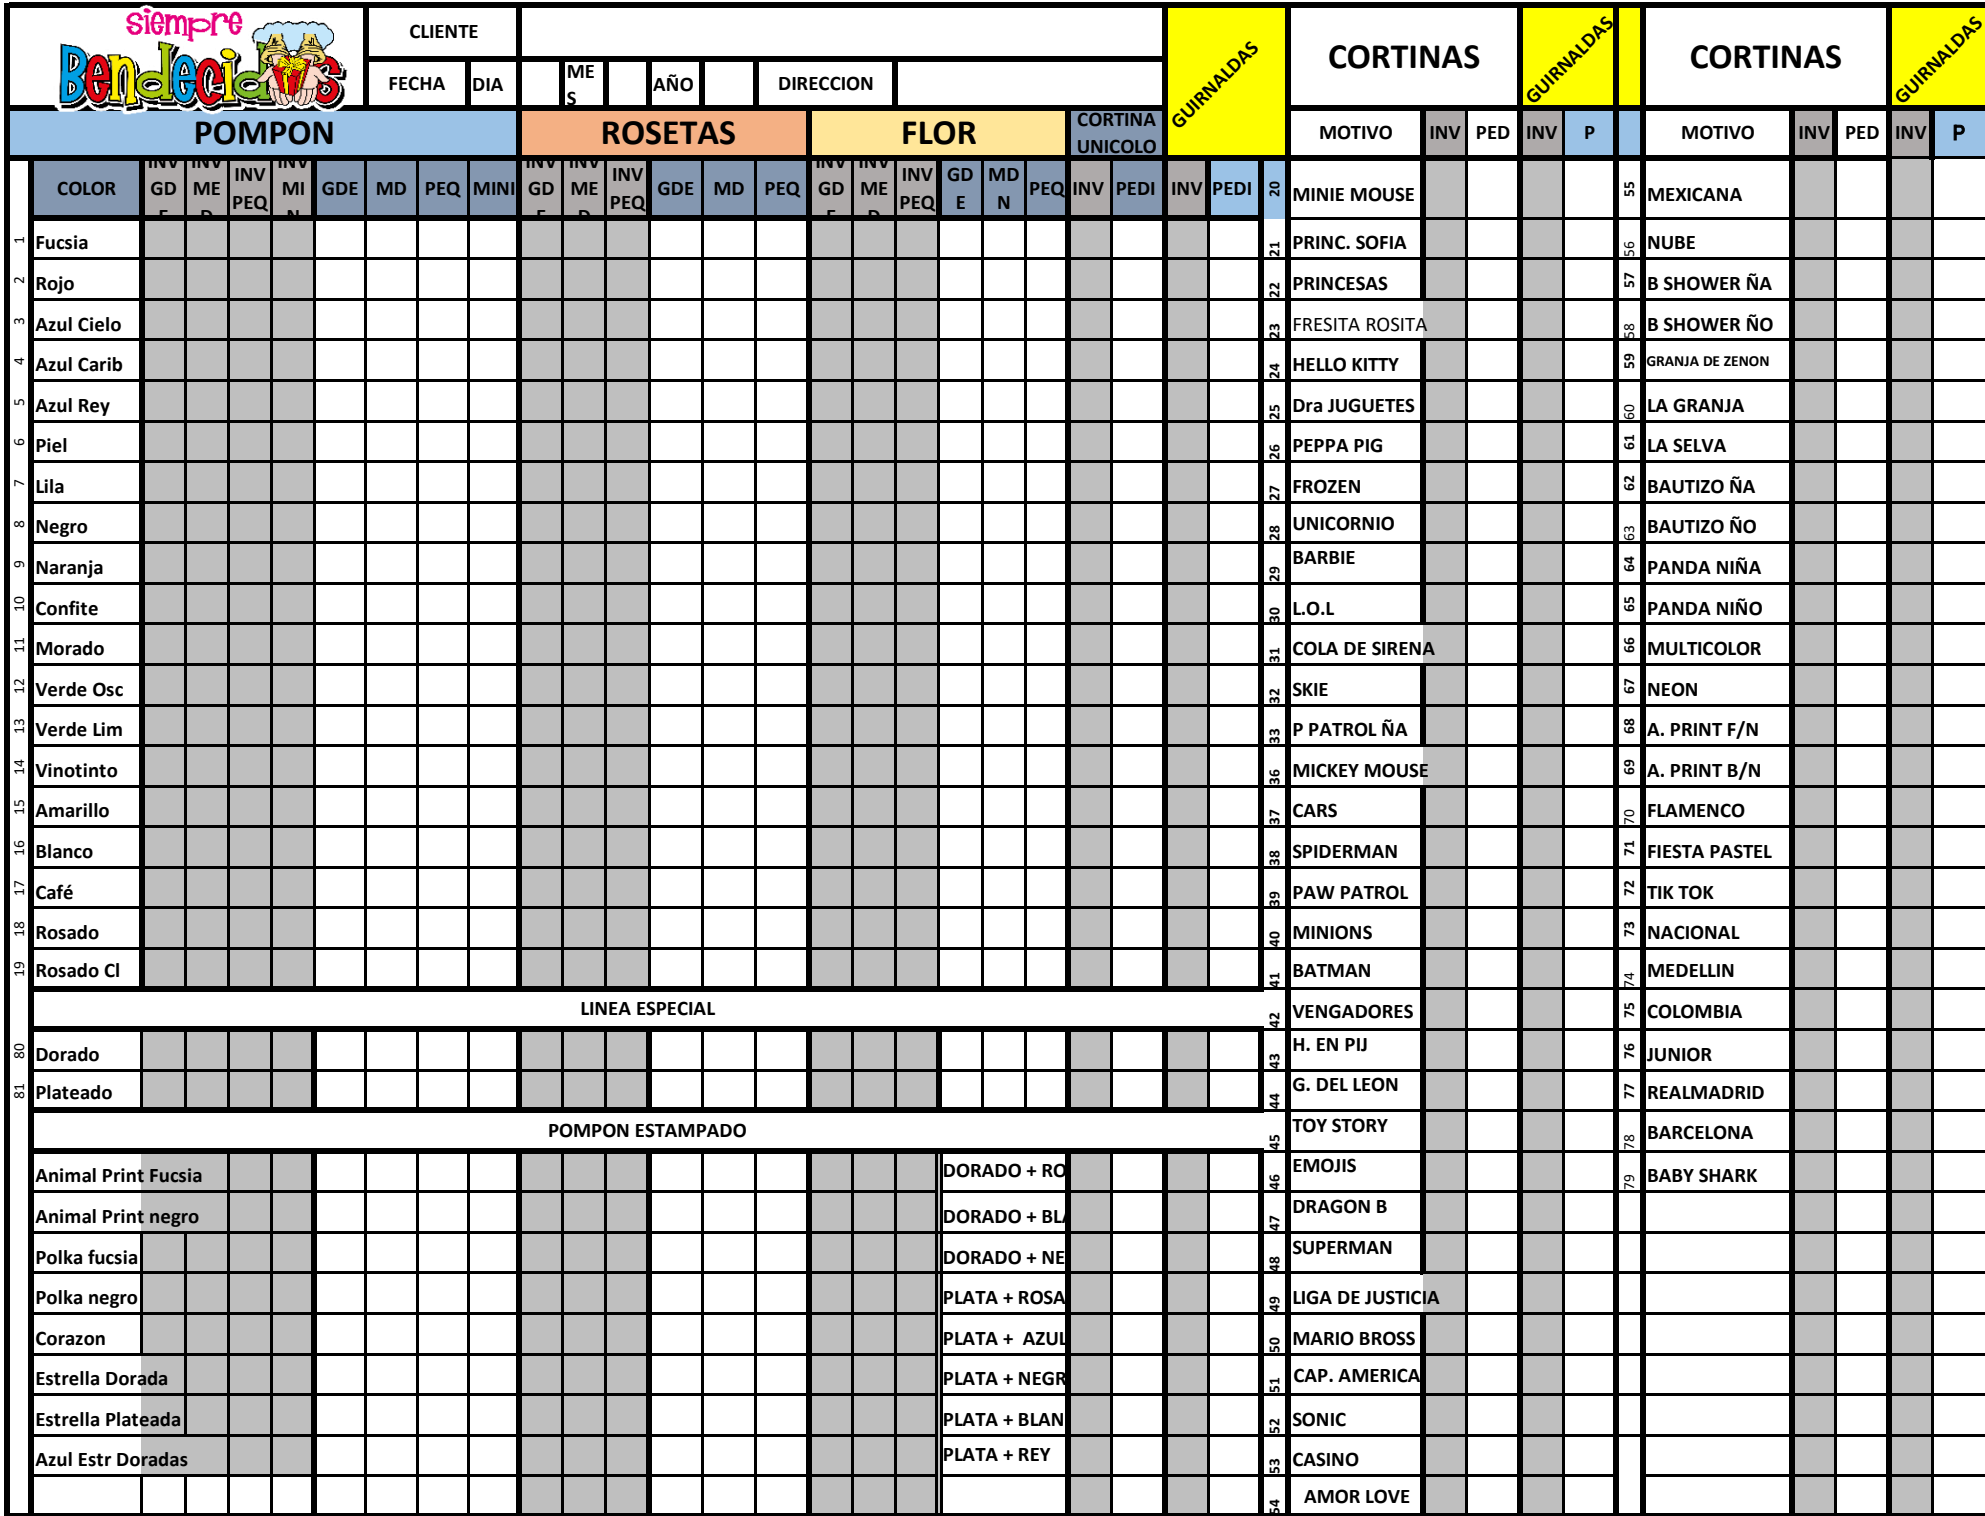 siempre
Bendecidos
CLIENTE
FECHA DIA MES AÑO DIRECCION
GUIRNALDAS
CORTINAS
GUIRNALDAS
CORTINAS
GUIRNALDAS
POMPON ROSETAS FLOR CORTINA UNICOLO
MOTIVO INV PED INV P MOTIVO INV PED INV P
COLOR INV GDE INV MED INV PEQ INV MIN GDE MD PEQ MINI INV GDE INV MED INV PEQ GDE MD PEQ INV GDE INV MED INV PEQ GDE MDN PEQ INV PEDI INV PEDI 20 MINIE MOUSE 55 MEXICANA
1 Fucsia 21 PRINC. SOFIA 56 NUBE
2 Rojo 22 PRINCESAS 57 B SHOWER ÑA
3 Azul Cielo 23 FRESITA ROSITA 58 B SHOWER ÑO
4 Azul Carib 24 HELLO KITTY 59 GRANJA DE ZENON
5 Azul Rey 25 Dra JUGUETES 60 LA GRANJA
6 Piel 26 PEPPA PIG 61 LA SELVA
7 Lila 27 FROZEN 62 BAUTIZO ÑA
8 Negro 28 UNICORNIO 63 BAUTIZO ÑO
9 Naranja 29 BARBIE 64 PANDA NIÑA
10 Confite 30 L.O.L 65 PANDA NIÑO
11 Morado 31 COLA DE SIRENA 66 MULTICOLOR
12 Verde Osc 32 SKIE 67 NEON
13 Verde Lim 33 P PATROL ÑA 68 A. PRINT F/N
14 Vinotinto 36 MICKEY MOUSE 69 A. PRINT B/N
15 Amarillo 37 CARS 70 FLAMENCO
16 Blanco 38 SPIDERMAN 71 FIESTA PASTEL
17 Café 39 PAW PATROL 72 TIK TOK
18 Rosado 40 MINIONS 73 NACIONAL
19 Rosado Cl 41 BATMAN 74 MEDELLIN
LINEA ESPECIAL 42 VENGADORES 75 COLOMBIA
80 Dorado 43 H. EN PIJ 76 JUNIOR
81 Plateado 44 G. DEL LEON 77 REALMADRID
POMPON ESTAMPADO 45 TOY STORY 78 BARCELONA
Animal Print Fucsia DORADO + RO 46 EMOJIS 79 BABY SHARK
Animal Print negro DORADO + BLA 47 DRAGON B
Polka fucsia DORADO + NE 48 SUPERMAN
Polka negro PLATA + ROSA 49 LIGA DE JUSTICIA
Corazon PLATA + AZUL 50 MARIO BROSS
Estrella Dorada PLATA + NEGR 51 CAP. AMERICA
Estrella Plateada PLATA + BLAN 52 SONIC
Azul Estr Doradas PLATA + REY 53 CASINO
54 AMOR LOVE